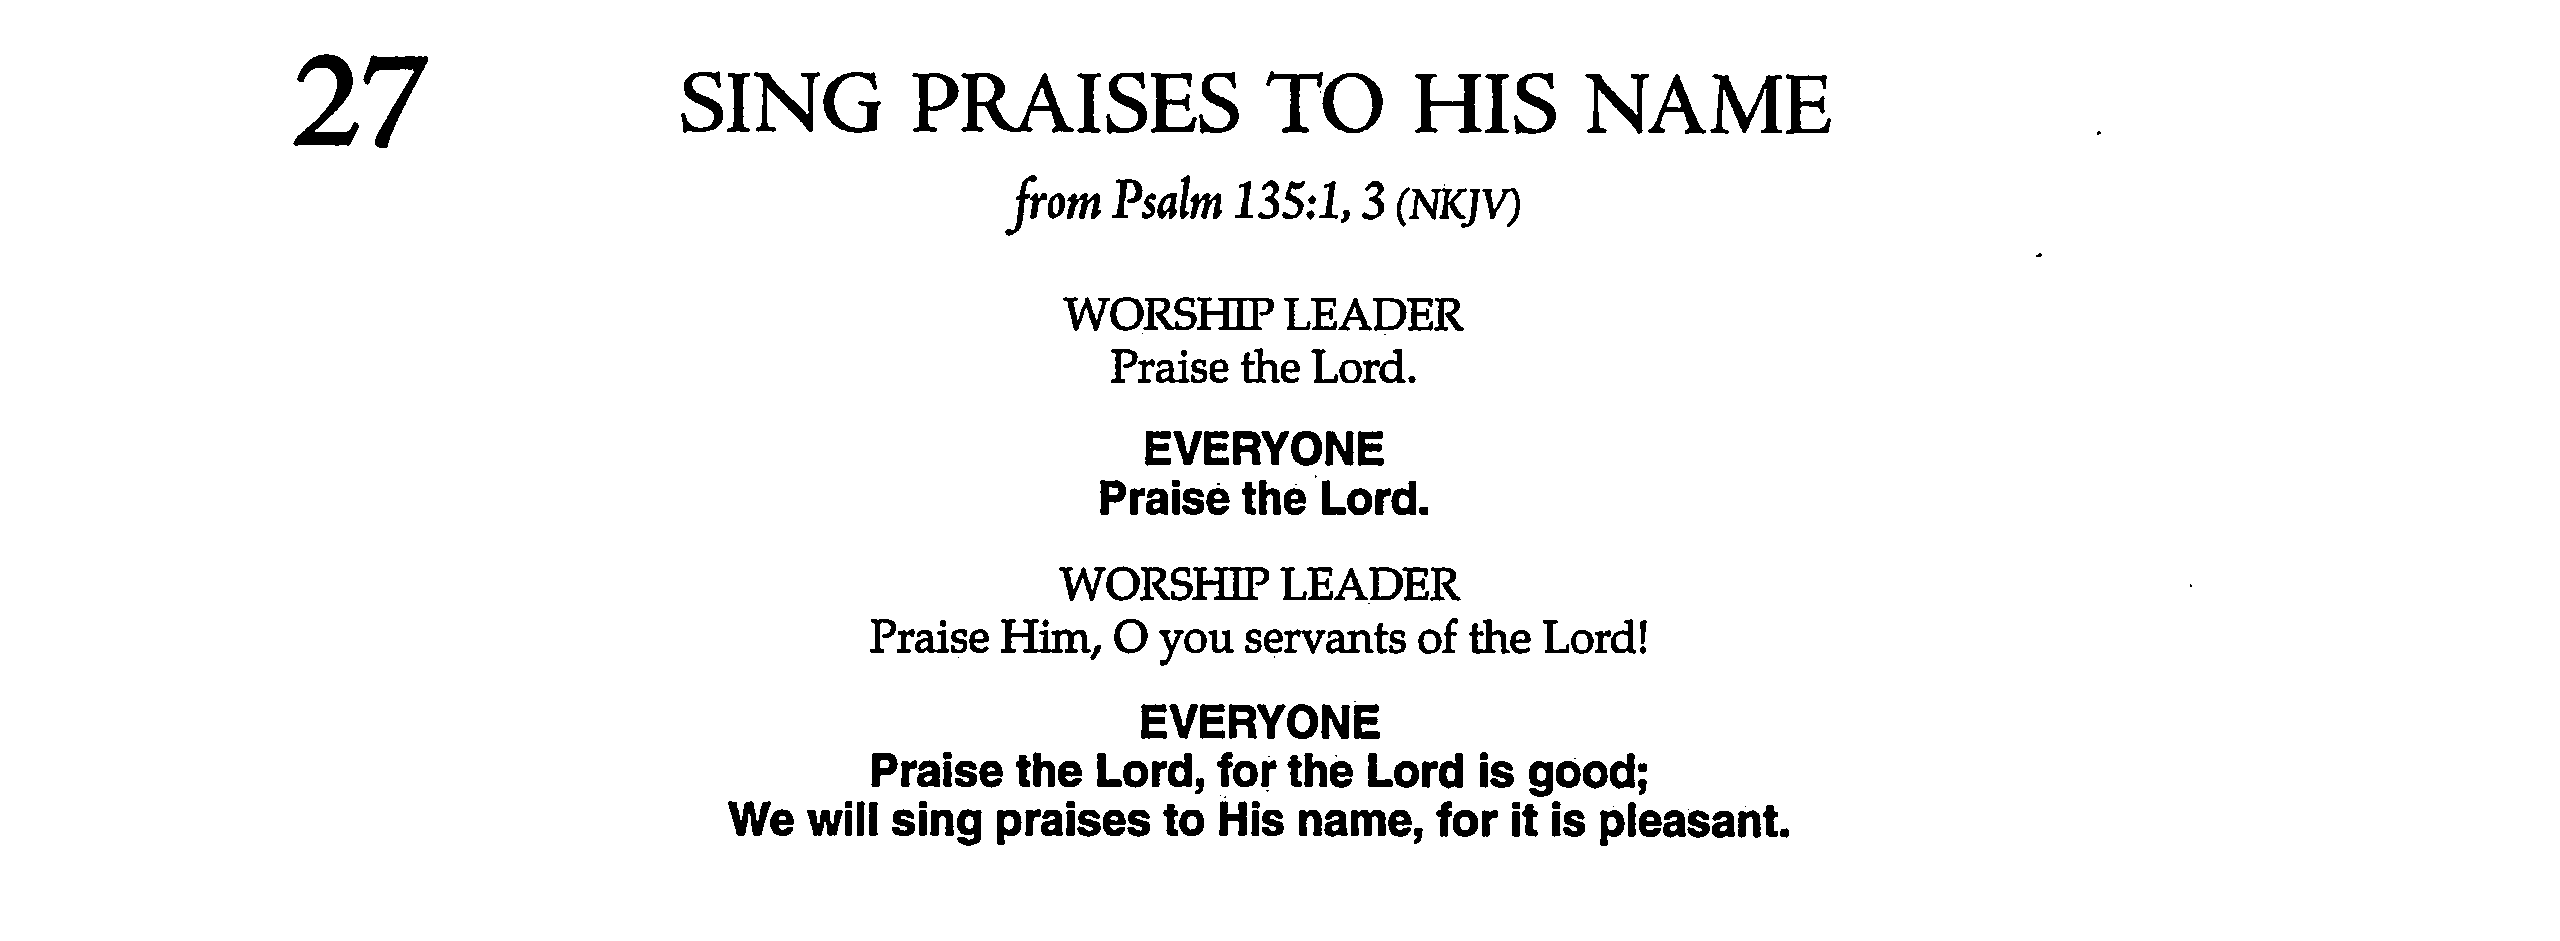 27
SING PRAISES TO HIS NAME
from Psalm 135:1, 3 (NKJV)
WORSHIP LEADER
Praise the Lord.
EVERYONE
Praise the Lord.
WORSHIP LEADER
Praise Him, O you servants of the Lord!
EVERYONE
Praise the Lord, for the Lord is good;
We will sing praises to His name, for it is pleasant.